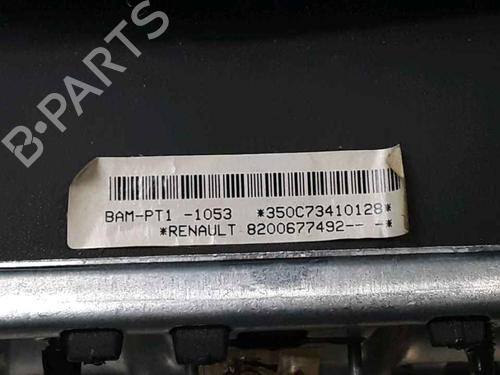 B-PARTS
BAM-PT1 -1053 *350C73410128*
*RENAULT 8200677492-- -*